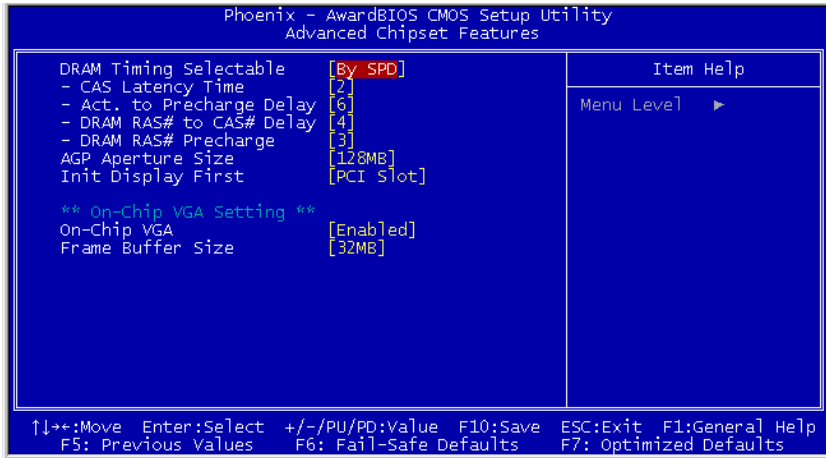 Phoenix - AwardBIOS CMOS Setup Utility
Advanced Chipset Features
DRAM Timing Selectable [By SPD]
- CAS Latency Time [2]
- Act. to Precharge Delay [6]
- DRAM RAS# to CAS# Delay [4]
- DRAM RAS# Precharge [3]
AGP Aperture Size [128MB]
Init Display First [PCI Slot]
** On-Chip VGA Setting **
On-Chip VGA [Enabled]
Frame Buffer Size [32MB]
Item Help
Menu Level ►
↑↓→←:Move Enter:Select +/-/PU/PD:Value F10:Save ESC:Exit F1:General Help
F5: Previous Values F6: Fail-Safe Defaults F7: Optimized Defaults